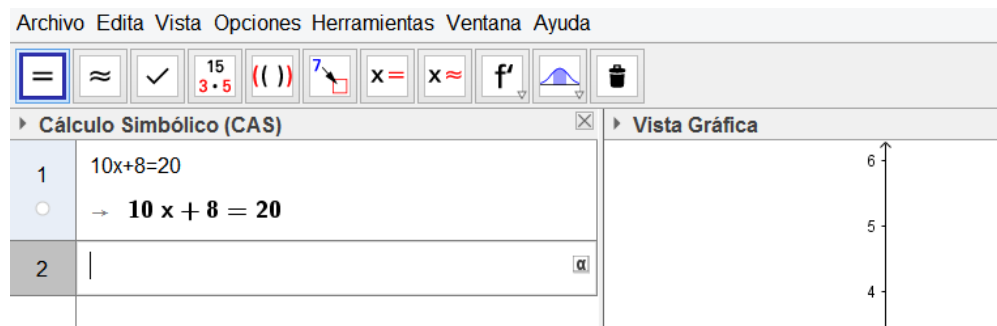 Archivo Edita Vista Opciones Herramientas Ventana Ayuda
= ≈ ✓ 15 (( )) 7 x= x≈ f′
3·5
Cálculo Simbólico (CAS)
Vista Gráfica
1
10x+8=20
→ 10 x + 8 = 20
2
α
6
5
4